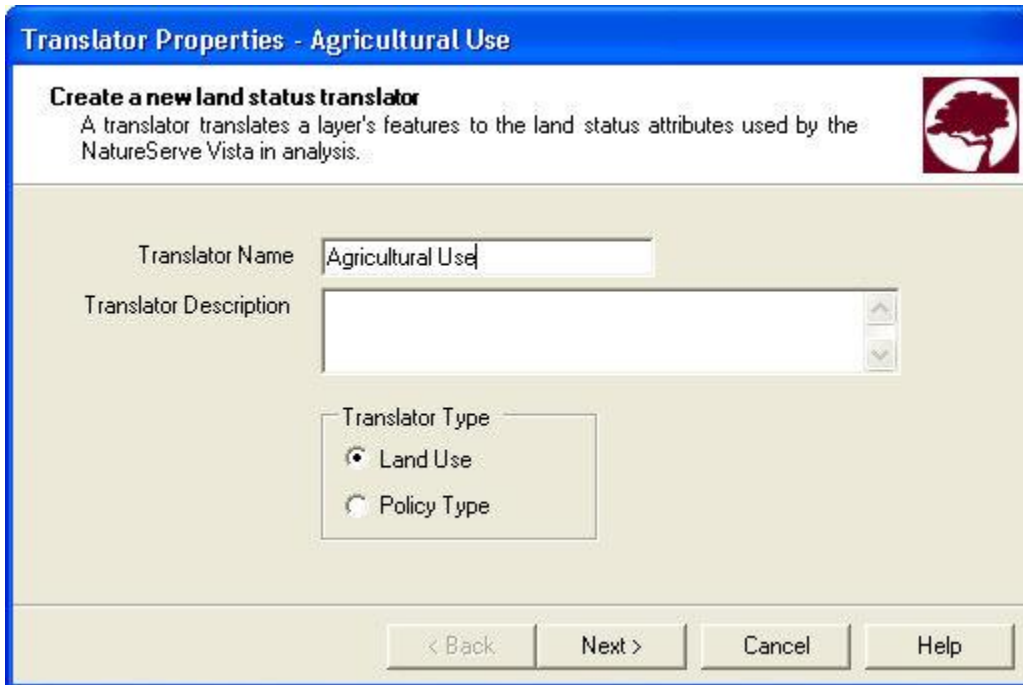 Translator Properties - Agricultural Use
Create a new land status translator
A translator translates a layer's features to the land status attributes used by the
NatureServe Vista in analysis.
Translator Name
Agricultural Use
Translator Description
Translator Type
Land Use
Policy Type
< Back
Next >
Cancel
Help